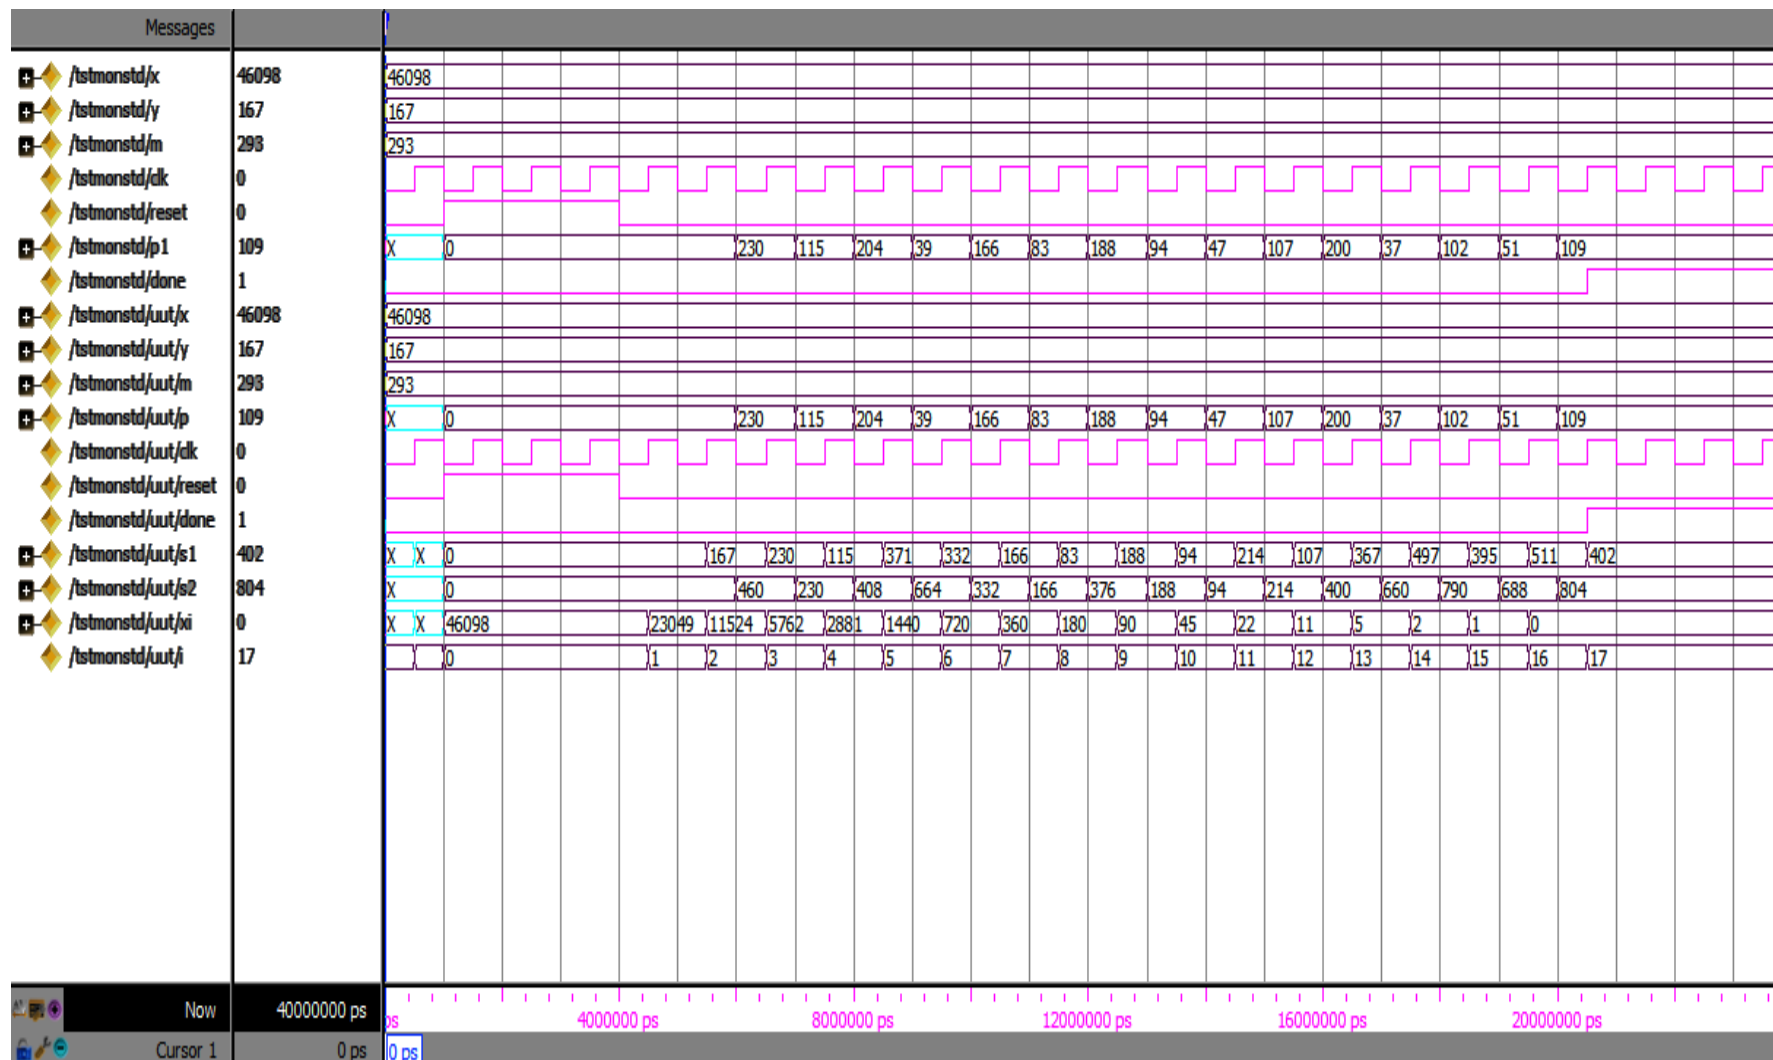 Messages
/tstmonstd/x 46098 46098
/tstmonstd/y 167 167
/tstmonstd/m 293 293
/tstmonstd/clk 0
/tstmonstd/reset 0
/tstmonstd/p1 109 X 0 230 115 204 39 166 83 188 94 47 107 200 37 102 51 109
/tstmonstd/done 1
/tstmonstd/uut/x 46098 46098
/tstmonstd/uut/y 167 167
/tstmonstd/uut/m 293 293
/tstmonstd/uut/p 109 X 0 230 115 204 39 166 83 188 94 47 107 200 37 102 51 109
/tstmonstd/uut/clk 0
/tstmonstd/uut/reset 0
/tstmonstd/uut/done 1
/tstmonstd/uut/s1 402 X X 0 167 230 115 371 332 166 83 188 94 214 107 367 497 395 511 402
/tstmonstd/uut/s2 804 X 0 460 230 408 664 332 166 376 188 94 214 400 660 790 688 804
/tstmonstd/uut/xi 0 X X 46098 23049 11524 5762 2881 1440 720 360 180 90 45 22 11 5 2 1 0
/tstmonstd/uut/i 17 0 1 2 3 4 5 6 7 8 9 10 11 12 13 14 15 16 17
Now 40000000 ps ps 4000000 ps 8000000 ps 12000000 ps 16000000 ps 20000000 ps
Cursor 1 0 ps 0 ps